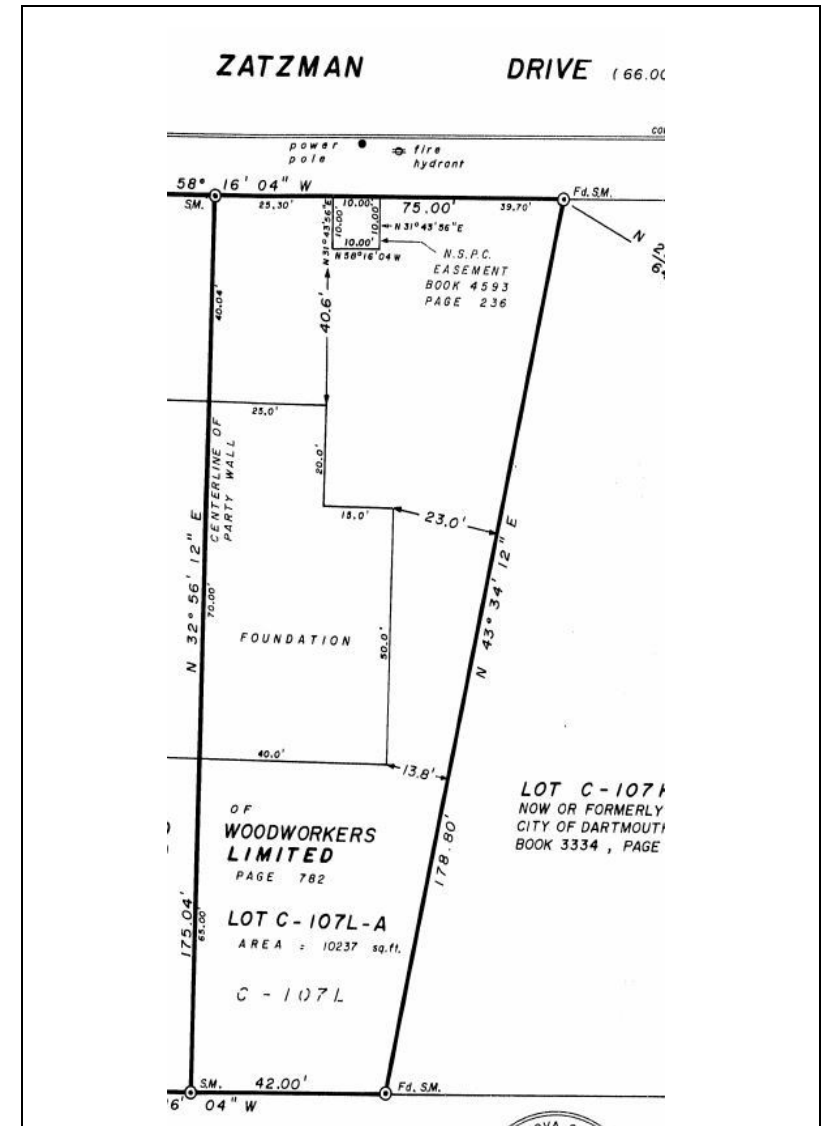 ZATZMAN DRIVE ( 66.00
power
pole
fire
hydrant
58° 16' 04" W
S.M.
25.30'
10.00'
75.00'
39.70'
Fd. S.M.
N 31° 43' 56" E
10.00'
10.00'
N 31° 43' 56" E
10.00'
N 58° 16' 04 W
N
N.S.P.C.
EASEMENT
BOOK 4593
PAGE 236
40.04'
40.6'
25.0'
CENTERLINE OF
PARTY WALL
20.0'
15.0'
23.0'
N 32° 56' 12" E
70.00'
N 43° 34' 12" E
FOUNDATION
50.0'
40.0'
13.8'
178.80'
LOT C-107
NOW OR FORMERLY
CITY OF DARTMOUTH
BOOK 3334 , PAGE
OF
WOODWORKERS
LIMITED
PAGE 782
LOT C-107L-A
AREA = 10237 sq.ft.
175.04'
65.00'
C-107L
S.M.
42.00'
Fd. S.M.
6' 04" W